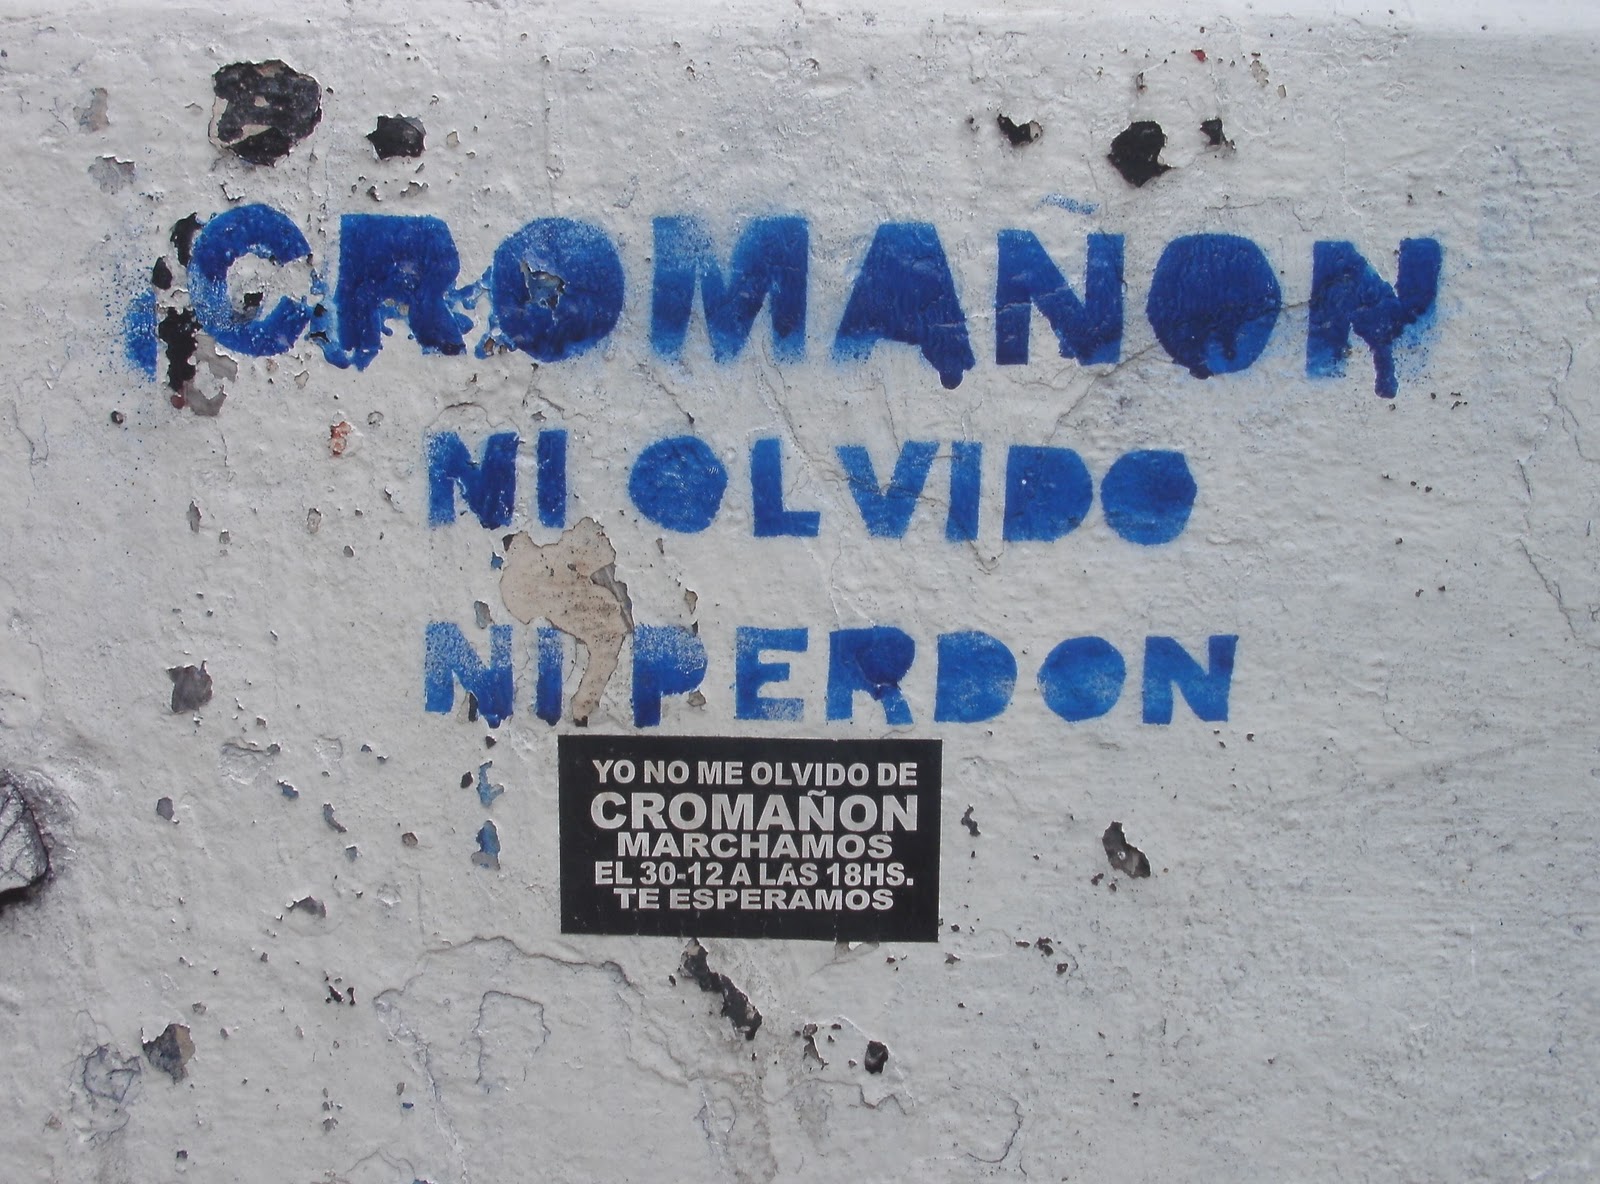 CROMAÑON
NI OLVIDO
NI PERDON
YO NO ME OLVIDO DE
CROMAÑON
MARCHAMOS
EL 30-12 A LAS 18HS.
TE ESPERAMOS